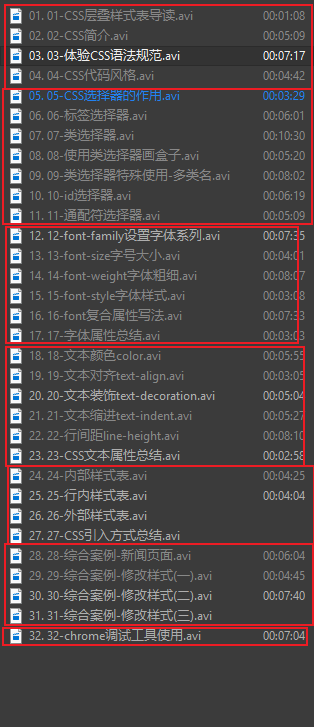 01. 01-CSS层叠样式表导读.avi 00:01:08
02. 02-CSS简介.avi 00:05:09
03. 03-体验CSS语法规范.avi 00:07:17
04. 04-CSS代码风格.avi 00:04:42
05. 05-CSS选择器的作用.avi 00:03:29
06. 06-标签选择器.avi 00:06:01
07. 07-类选择器.avi 00:10:30
08. 08-使用类选择器画盒子.avi 00:05:20
09. 09-类选择器特殊使用-多类名.avi 00:08:02
10. 10-id选择器.avi 00:06:19
11. 11-通配符选择器.avi 00:05:09
12. 12-font-family设置字体系列.avi 00:07:35
13. 13-font-size字号大小.avi 00:04:01
14. 14-font-weight字体粗细.avi 00:08:07
15. 15-font-style字体样式.avi 00:03:08
16. 16-font复合属性写法.avi 00:07:33
17. 17-字体属性总结.avi 00:03:03
18. 18-文本颜色color.avi 00:05:55
19. 19-文本对齐text-align.avi 00:03:05
20. 20-文本装饰text-decoration.avi 00:05:04
21. 21-文本缩进text-indent.avi 00:05:27
22. 22-行间距line-height.avi 00:08:10
23. 23-CSS文本属性总结.avi 00:02:58
24. 24-内部样式表.avi 00:04:25
25. 25-行内样式表.avi 00:04:04
26. 26-外部样式表.avi
27. 27-CSS引入方式总结.avi
28. 28-综合案例-新闻页面.avi 00:06:04
29. 29-综合案例-修改样式(一).avi 00:04:45
30. 30-综合案例-修改样式(二).avi 00:07:40
31. 31-综合案例-修改样式(三).avi
32. 32-chrome调试工具使用.avi 00:07:04